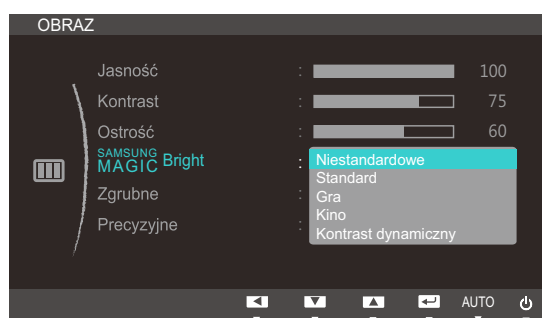 OBRAZ
Jasność : 100
Kontrast : 75
Ostrość : 60
SAMSUNG
MAGIC Bright : Niestandardowe
Standard
Zgrubne : Gra
Kino
Precyzyjne : Kontrast dynamiczny
AUTO